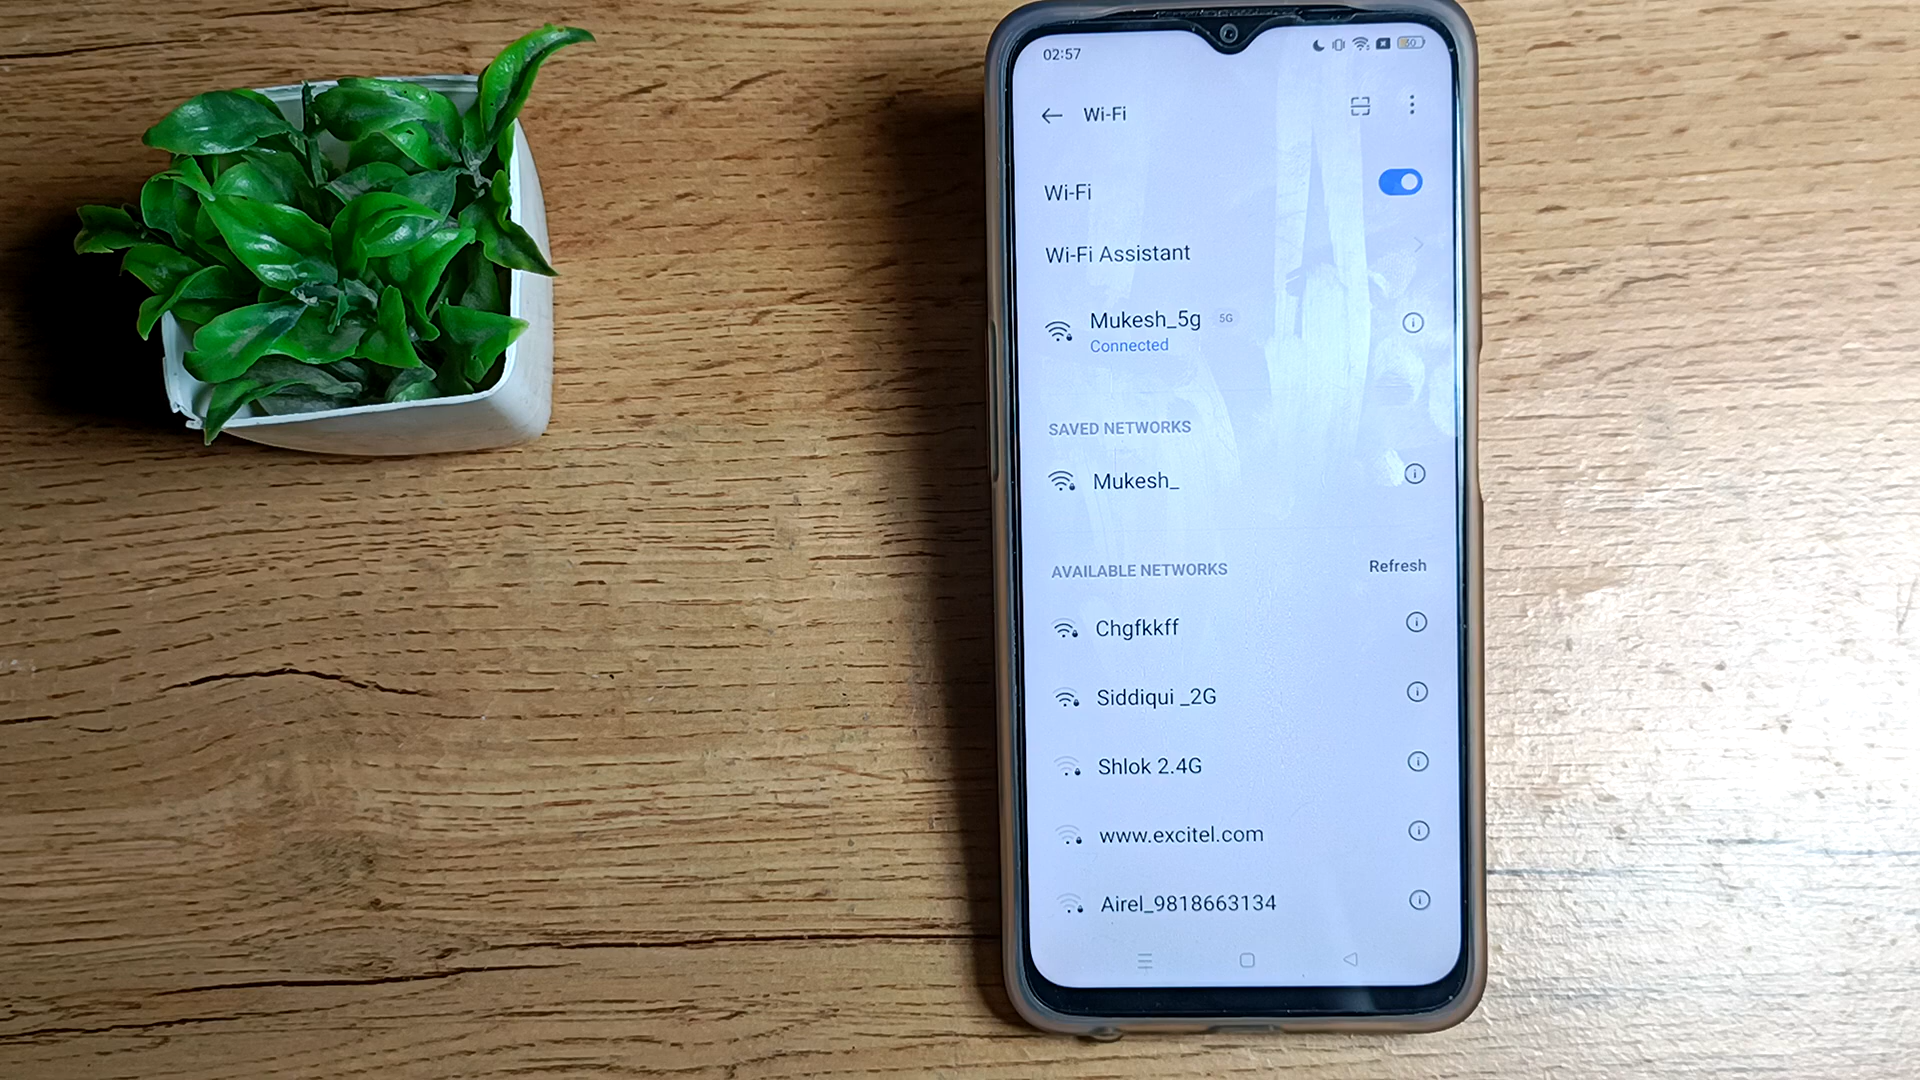 02:57
60
Wi-Fi
Wi-Fi
Wi-Fi Assistant
Mukesh_5g 5G
Connected
SAVED NETWORKS
Mukesh_
AVAILABLE NETWORKS Refresh
Chgfkkff
Siddiqui _2G
Shlok 2.4G
www.excitel.com
Airel_9818663134